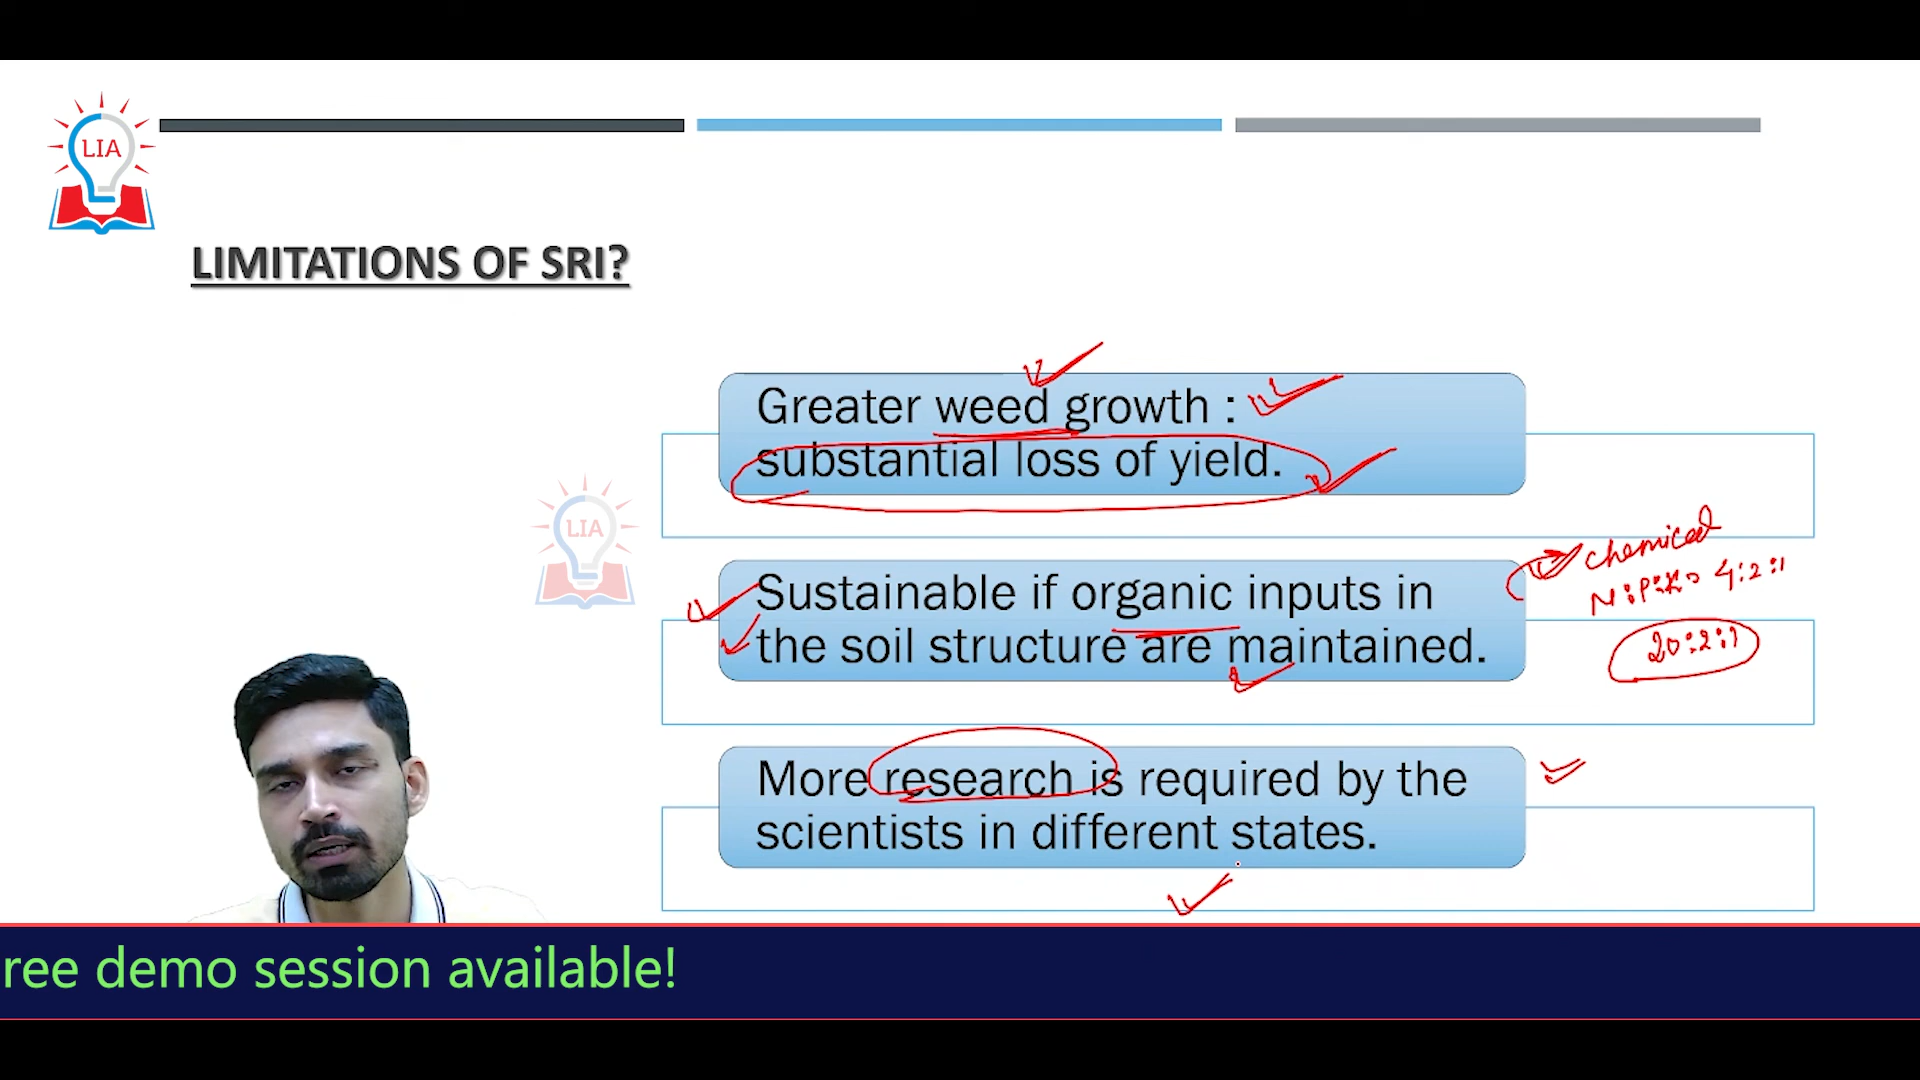 LIA
LIMITATIONS OF SRI?
Greater weed growth :
substantial loss of yield.
LIA
chemical
N:P:K 4:2:1
Sustainable if organic inputs in
the soil structure are maintained.
20:2:1
More research is required by the
scientists in different states.
ree demo session available!